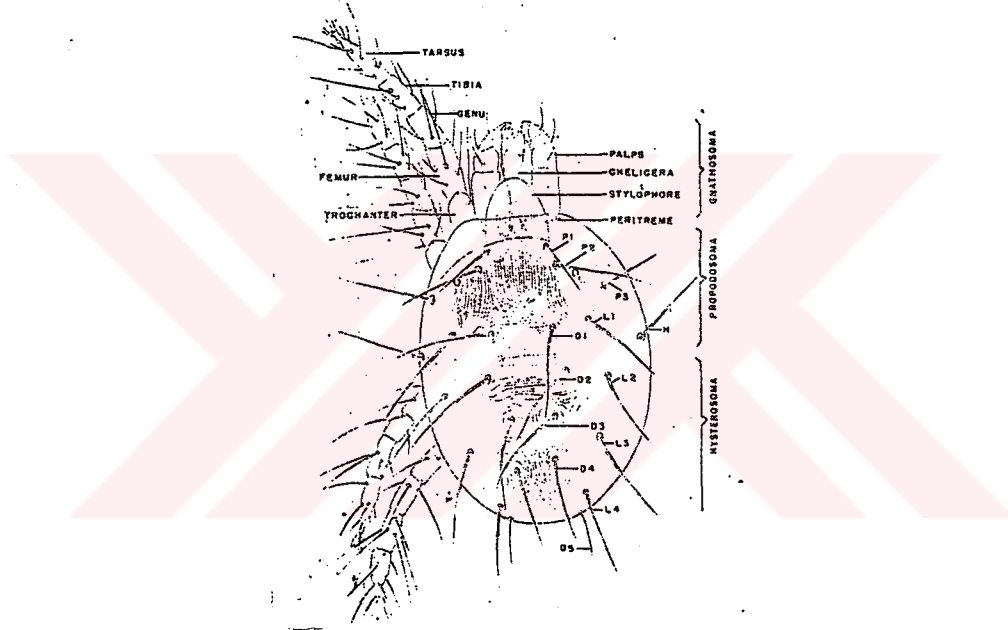 TARSUS
TIBIA
GENU
PALPS
CHELICERA
FEMUR
STYLOPHORE
TROCHANTER
PERITREME
GNATHOSOMA
P1
P2
P3
PROPODOSOMA
L1
H
D1
D2
L2
HYSTEROSOMA
D3
L3
D4
L4
D5